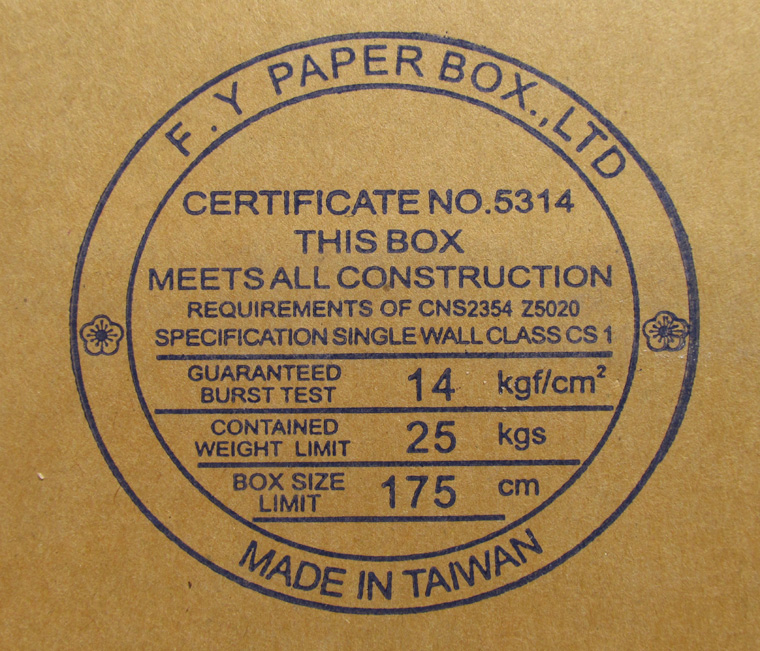 F.Y PAPER BOX.,LTD
CERTIFICATE NO.5314
THIS BOX
MEETS ALL CONSTRUCTION
REQUIREMENTS OF CNS2354 Z5020
SPECIFICATION SINGLE WALL CLASS CS 1
GUARANTEED
BURST TEST 14 kgf/cm²
CONTAINED
WEIGHT LIMIT 25 kgs
BOX SIZE
LIMIT 175 cm
MADE IN TAIWAN